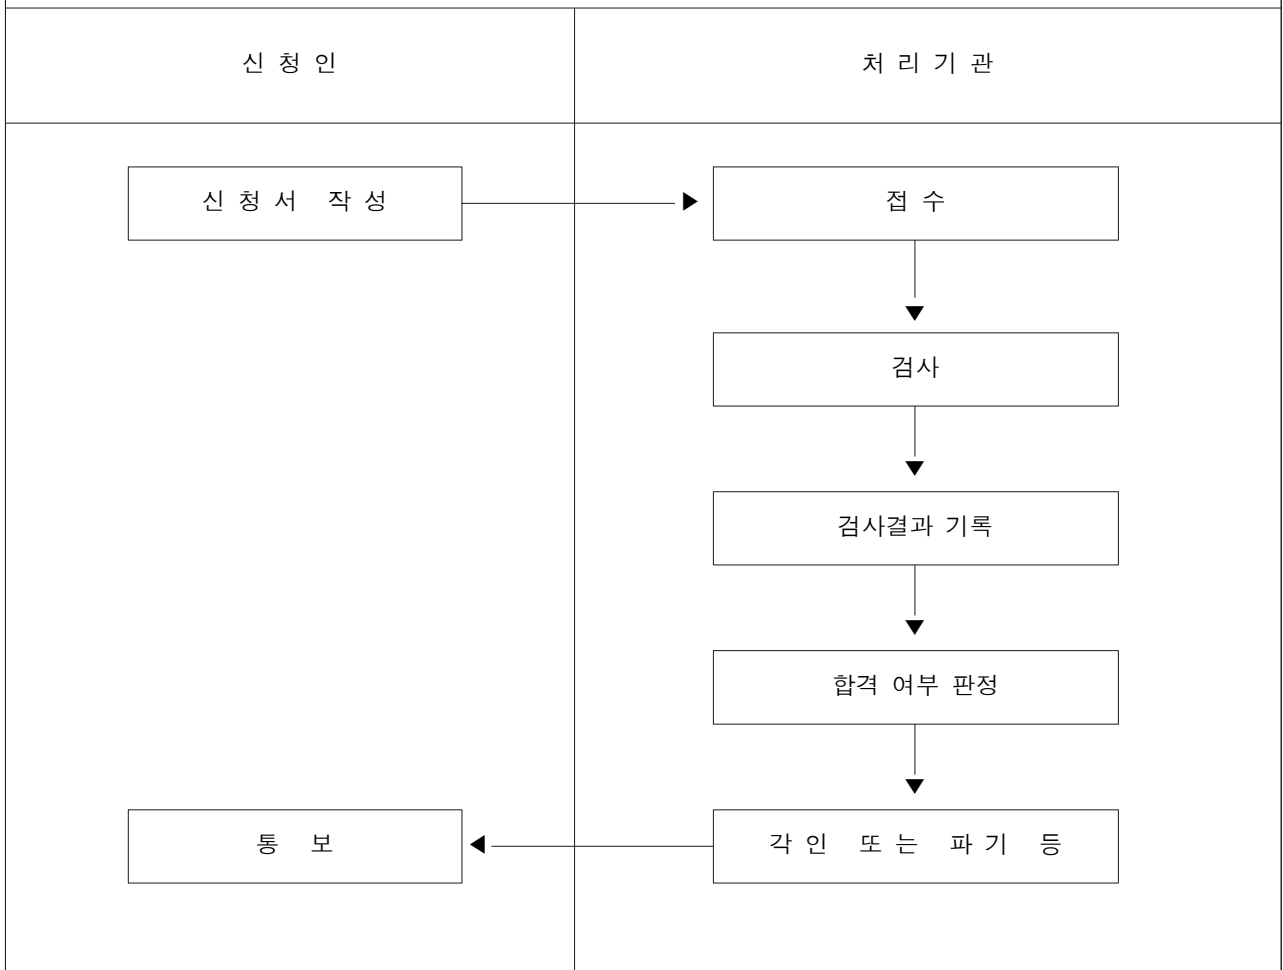 신 청 인
처 리 기 관
신 청 서 작 성
접 수
검사
검사결과 기록
합격 여부 판정
통 보
각 인 또 는 파 기 등